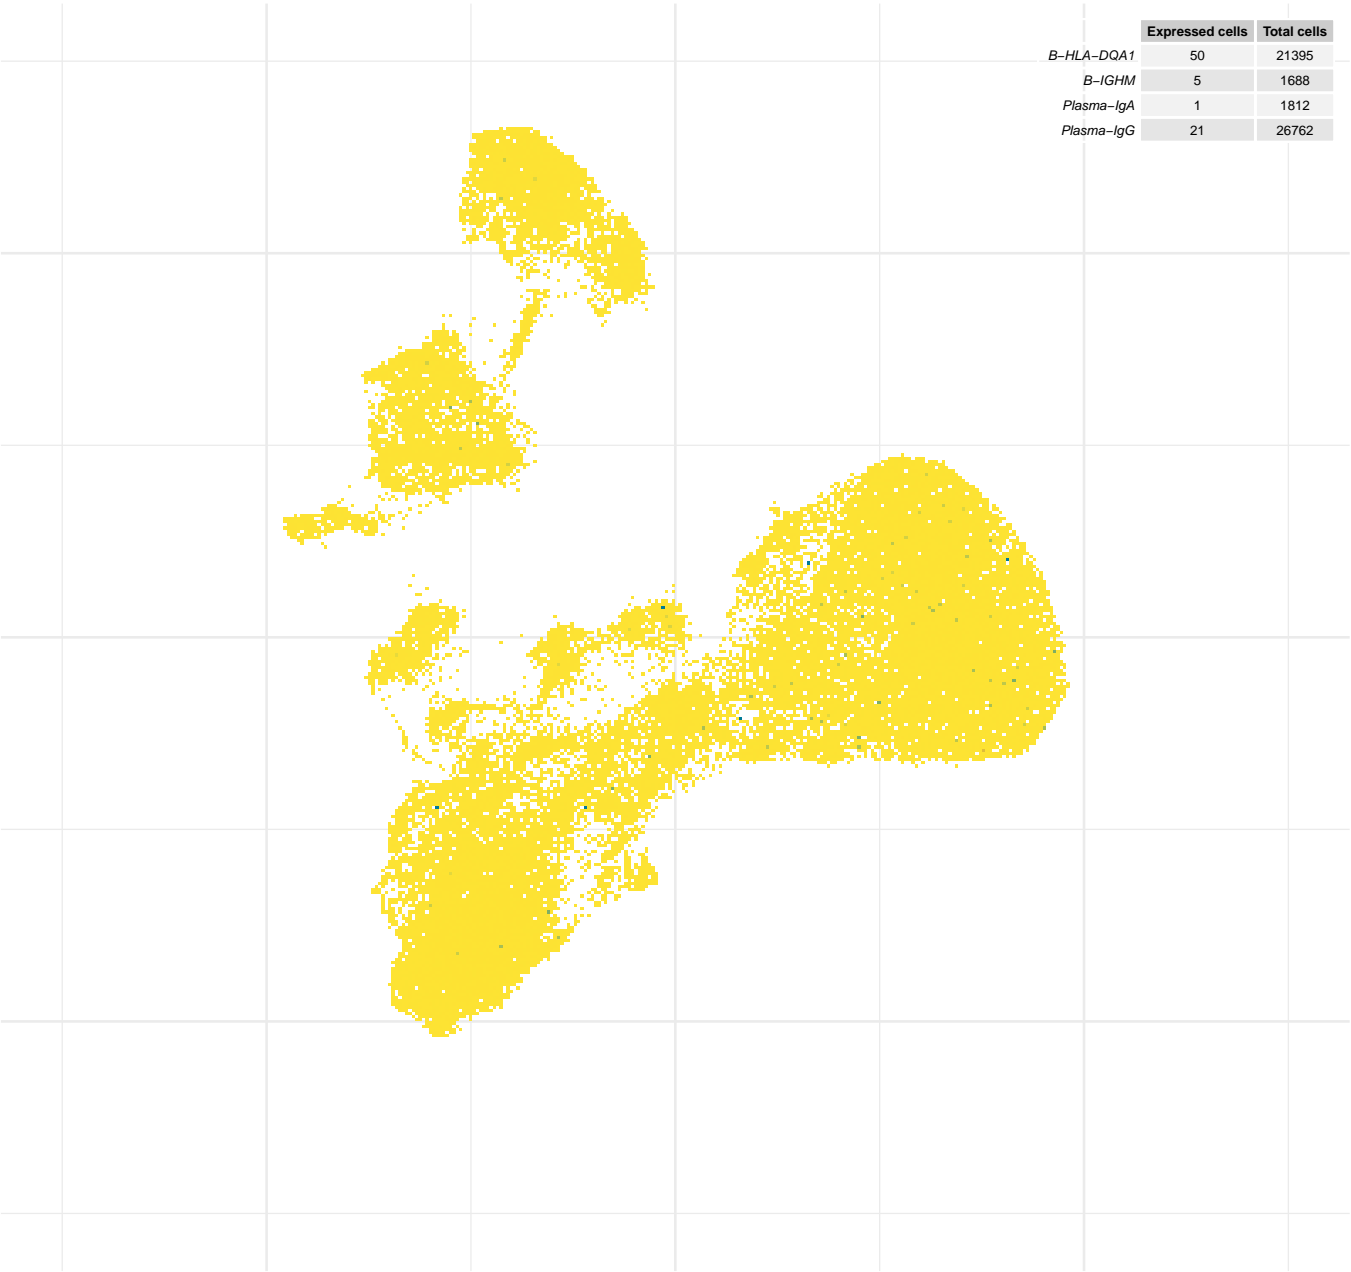 Expressed cells Total cells
B−HLA−DQA1 50 21395
B−IGHM 5 1688
Plasma−IgA 1 1812
Plasma−IgG 21 26762